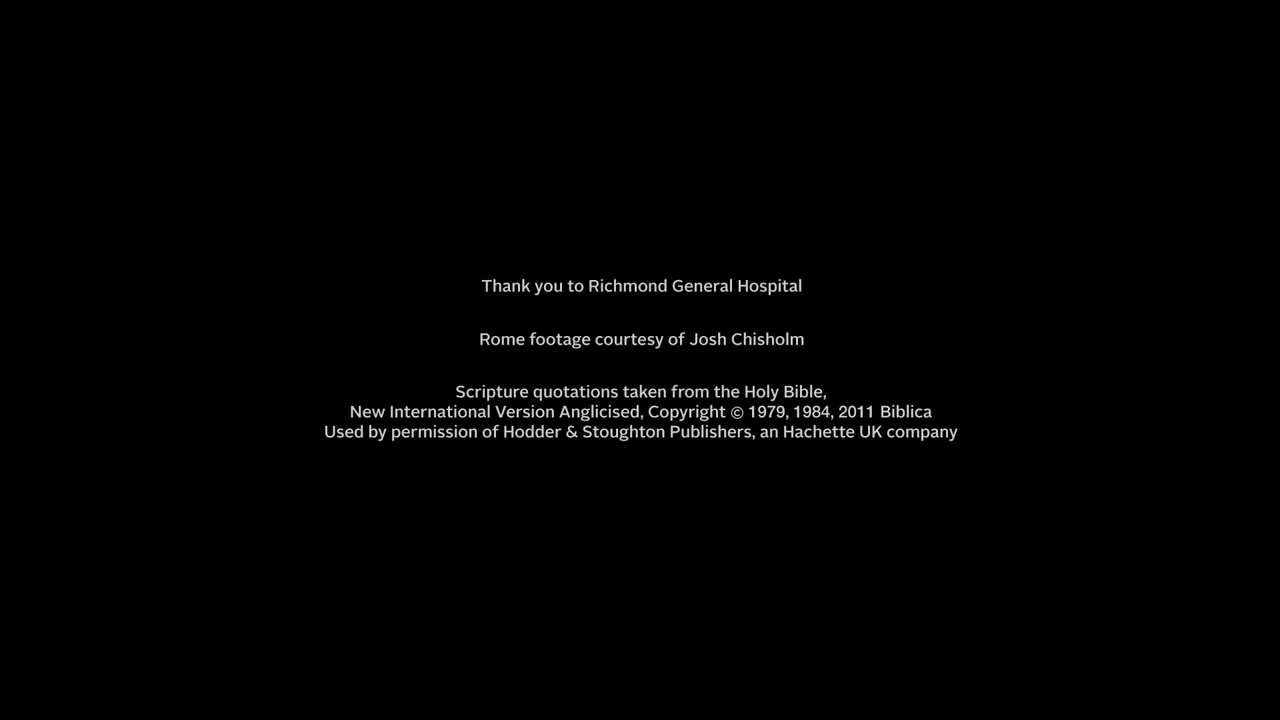 Thank you to Richmond General Hospital
Rome footage courtesy of Josh Chisholm
Scripture quotations taken from the Holy Bible,
New International Version Anglicised, Copyright © 1979, 1984, 2011 Biblica
Used by permission of Hodder & Stoughton Publishers, an Hachette UK company